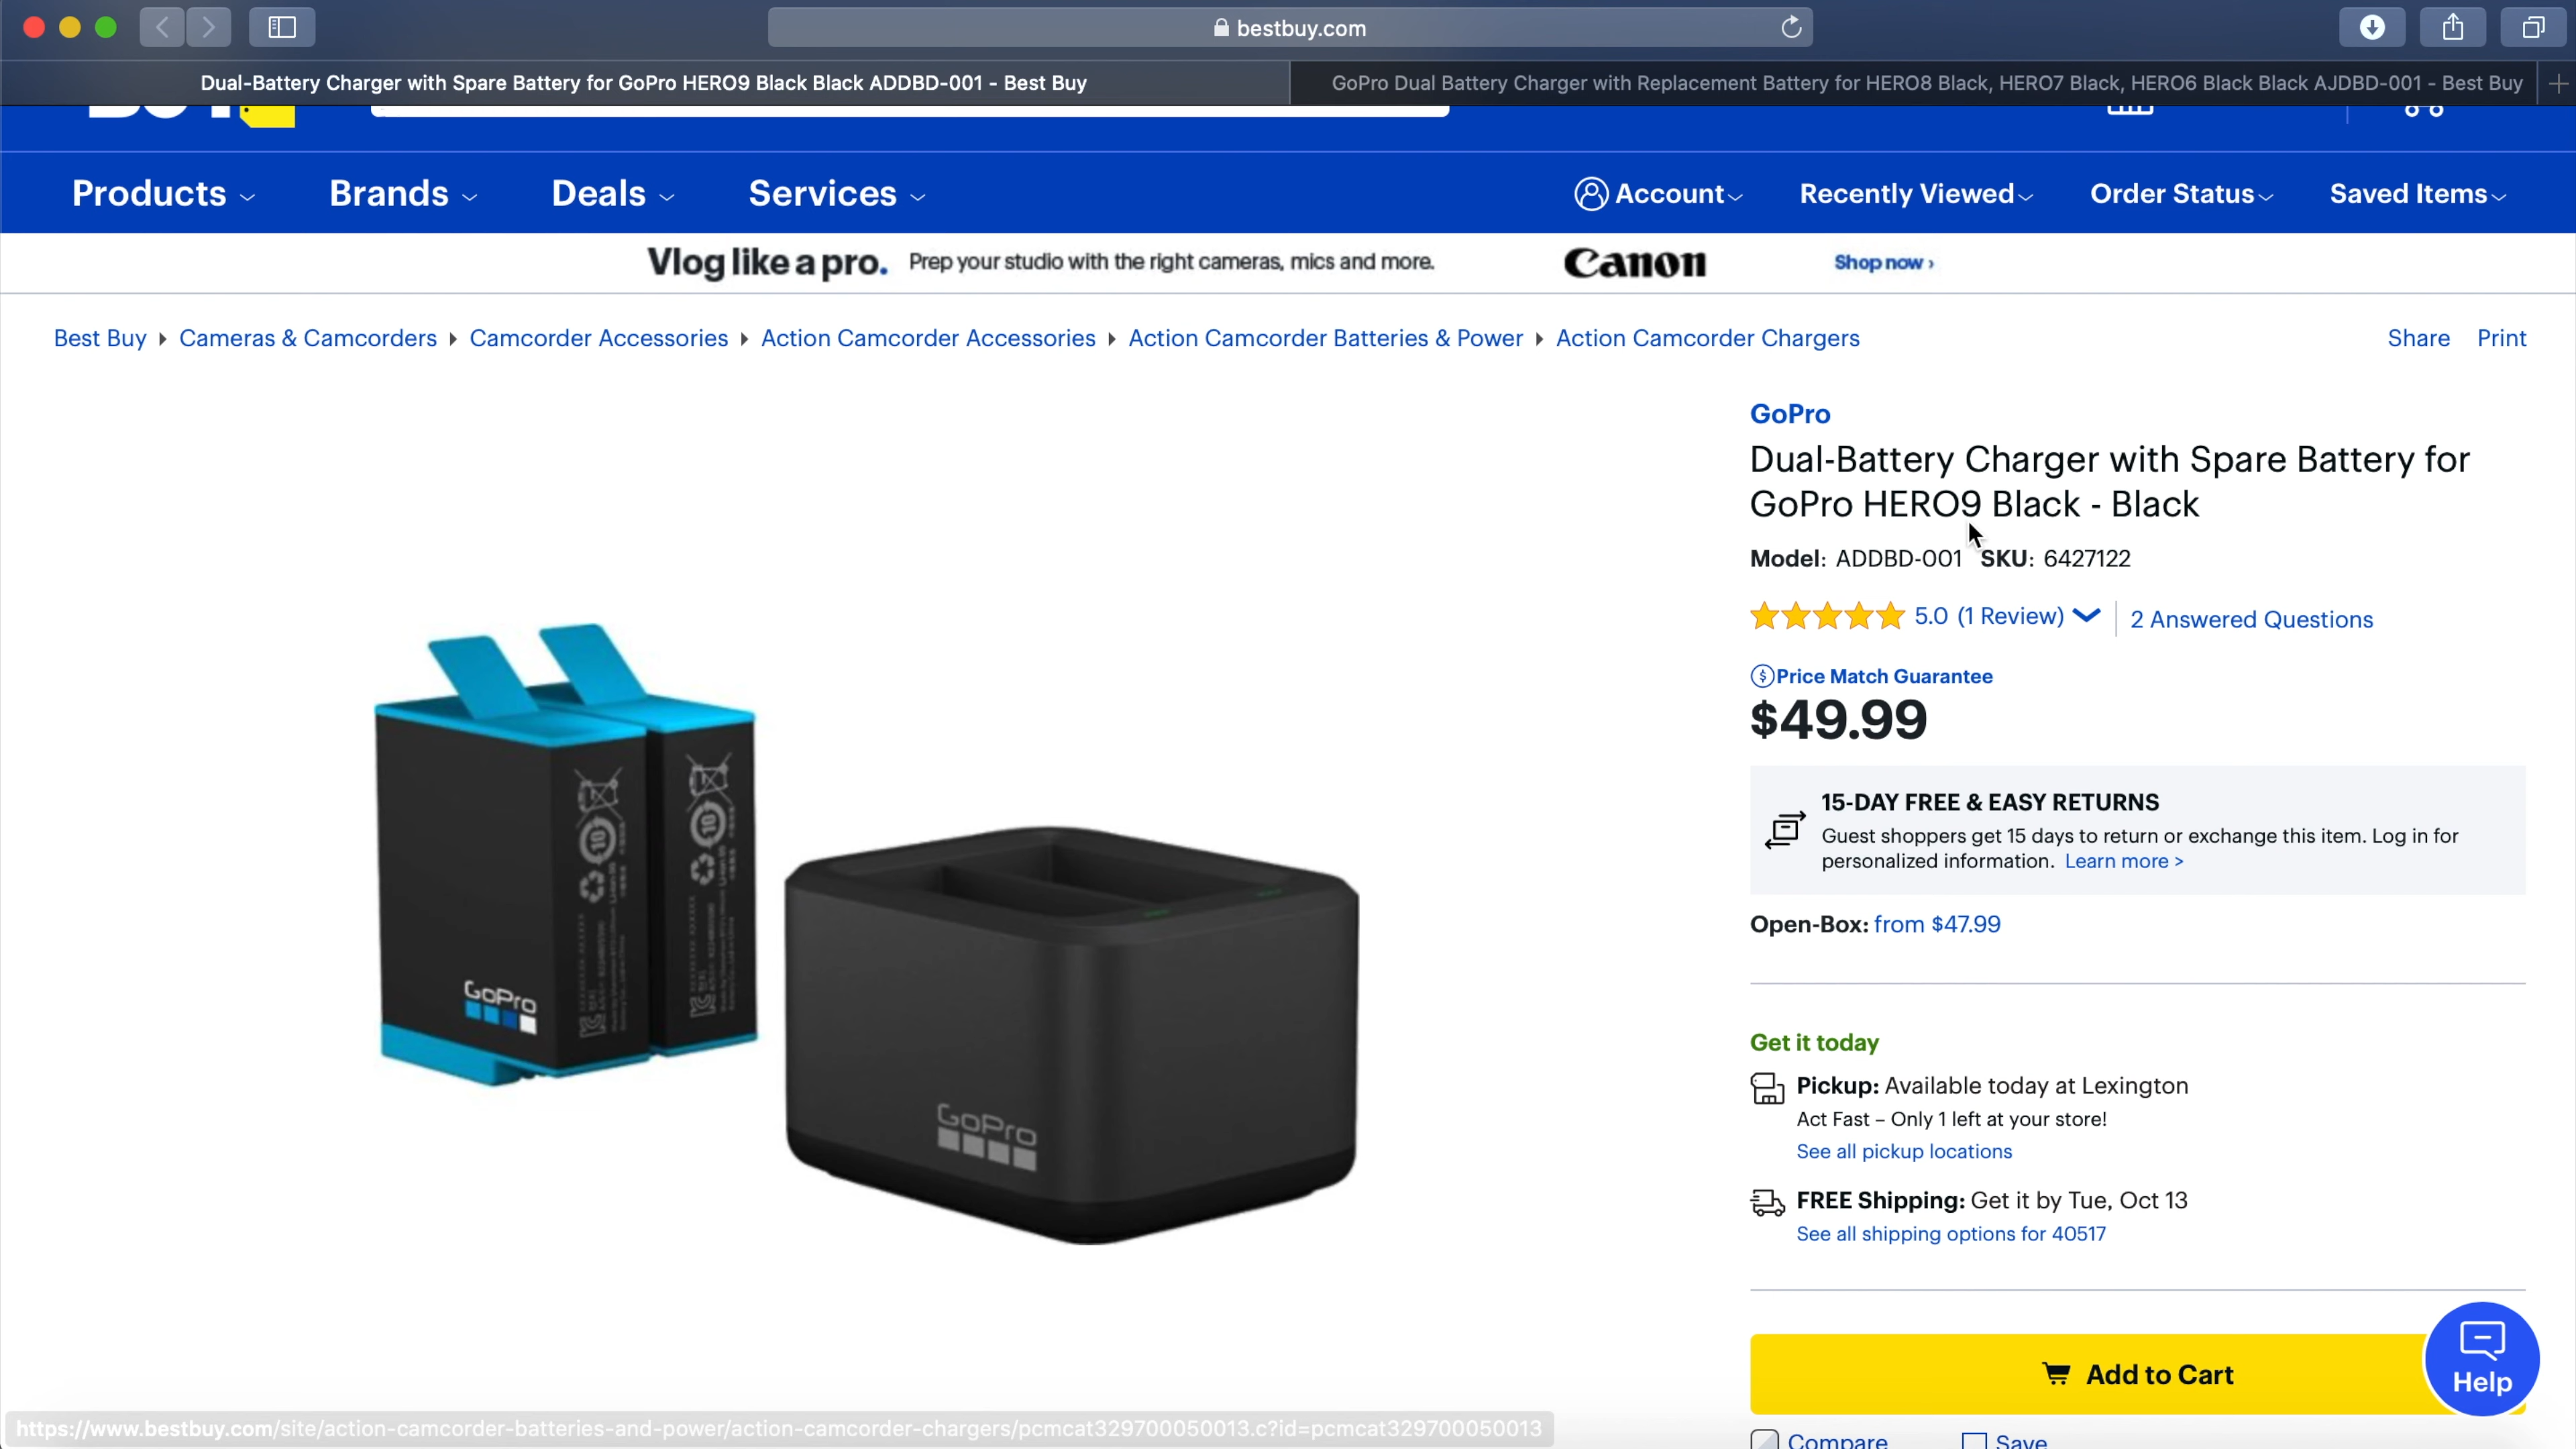 bestbuy.com
Dual-Battery Charger with Spare Battery for GoPro HERO9 Black Black ADDBD-001 - Best Buy
GoPro Dual Battery Charger with Replacement Battery for HERO8 Black, HERO7 Black, HERO6 Black Black AJDBD-001 - Best Buy
Products
Brands
Deals
Services
Account
Recently Viewed
Order Status
Saved Items
Vlog like a pro. Prep your studio with the right cameras, mics and more. Canon Shop now ›
Best Buy Cameras & Camcorders Camcorder Accessories Action Camcorder Accessories Action Camcorder Batteries & Power Action Camcorder Chargers
Share Print
GoPro
Dual-Battery Charger with Spare Battery for
GoPro HERO9 Black - Black
Model: ADDBD-001 SKU: 6427122
5.0 (1 Review) 2 Answered Questions
Price Match Guarantee
$49.99
15-DAY FREE & EASY RETURNS
Guest shoppers get 15 days to return or exchange this item. Log in for
personalized information. Learn more >
Open-Box: from $47.99
Get it today
Pickup: Available today at Lexington
Act Fast – Only 1 left at your store!
See all pickup locations
FREE Shipping: Get it by Tue, Oct 13
See all shipping options for 40517
Add to Cart
Help
Compare
Save
GoPro
GoPro
https://www.bestbuy.com/site/action-camcorder-batteries-and-power/action-camcorder-chargers/pcmcat329700050013.c?id=pcmcat329700050013